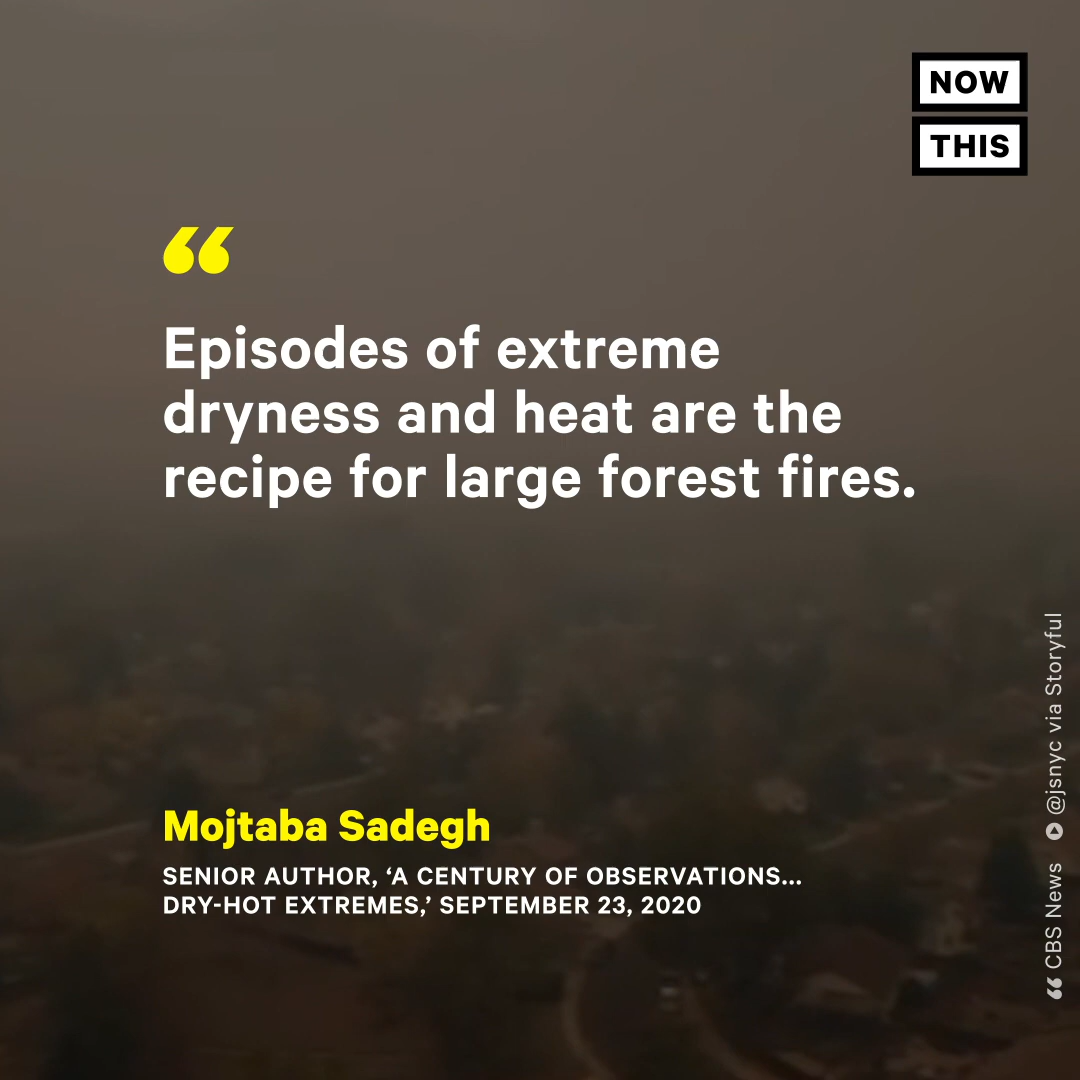 NOW
THIS
“
Episodes of extreme
dryness and heat are the
recipe for large forest fires.
Mojtaba Sadegh
SENIOR AUTHOR, ‘A CENTURY OF OBSERVATIONS...
DRY-HOT EXTREMES,’ SEPTEMBER 23, 2020
“ CBS News @jsnyc via Storyful